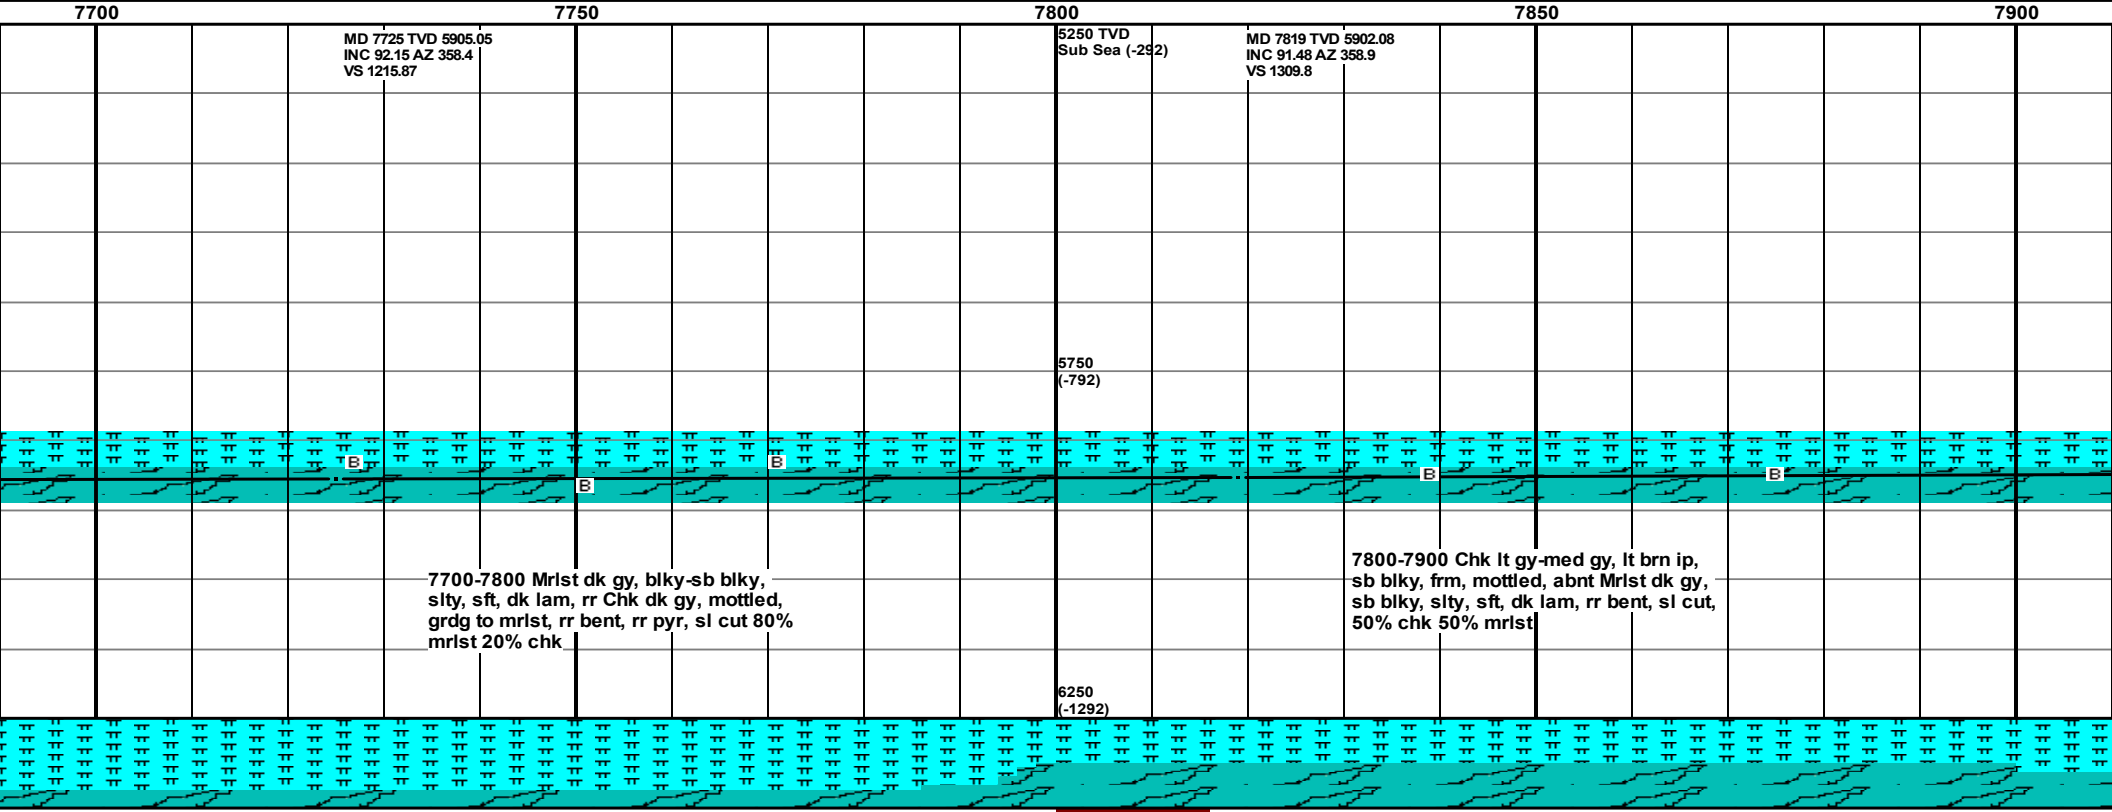 7700 7750 7800 7850 7900
MD 7725 TVD 5905.05
INC 92.15 AZ 358.4
VS 1215.87
5250 TVD
Sub Sea (-292)
MD 7819 TVD 5902.08
INC 91.48 AZ 358.9
VS 1309.8
5750
(-792)
B
B
B
B
B
7700-7800 Mrlst dk gy, blky-sb blky,
slty, sft, dk lam, rr Chk dk gy, mottled,
grdg to mrlst, rr bent, rr pyr, sl cut 80%
mrlst 20% chk
7800-7900 Chk lt gy-med gy, lt brn ip,
sb blky, frm, mottled, abnt Mrlst dk gy,
sb blky, slty, sft, dk lam, rr bent, sl cut,
50% chk 50% mrlst
6250
(-1292)